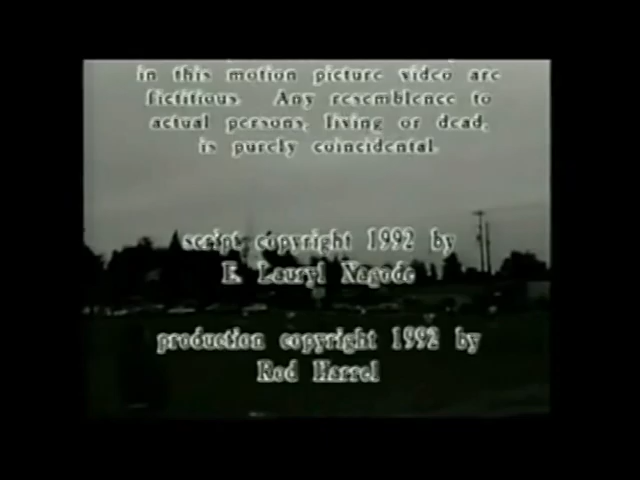 in this motion picture video are
fictitious. Any resemblence to
actual persons, living or dead,
is purely coincidental.
script copyright 1992 by
E. Lauryl Nagode
production copyright 1992 by
Rod Harrel